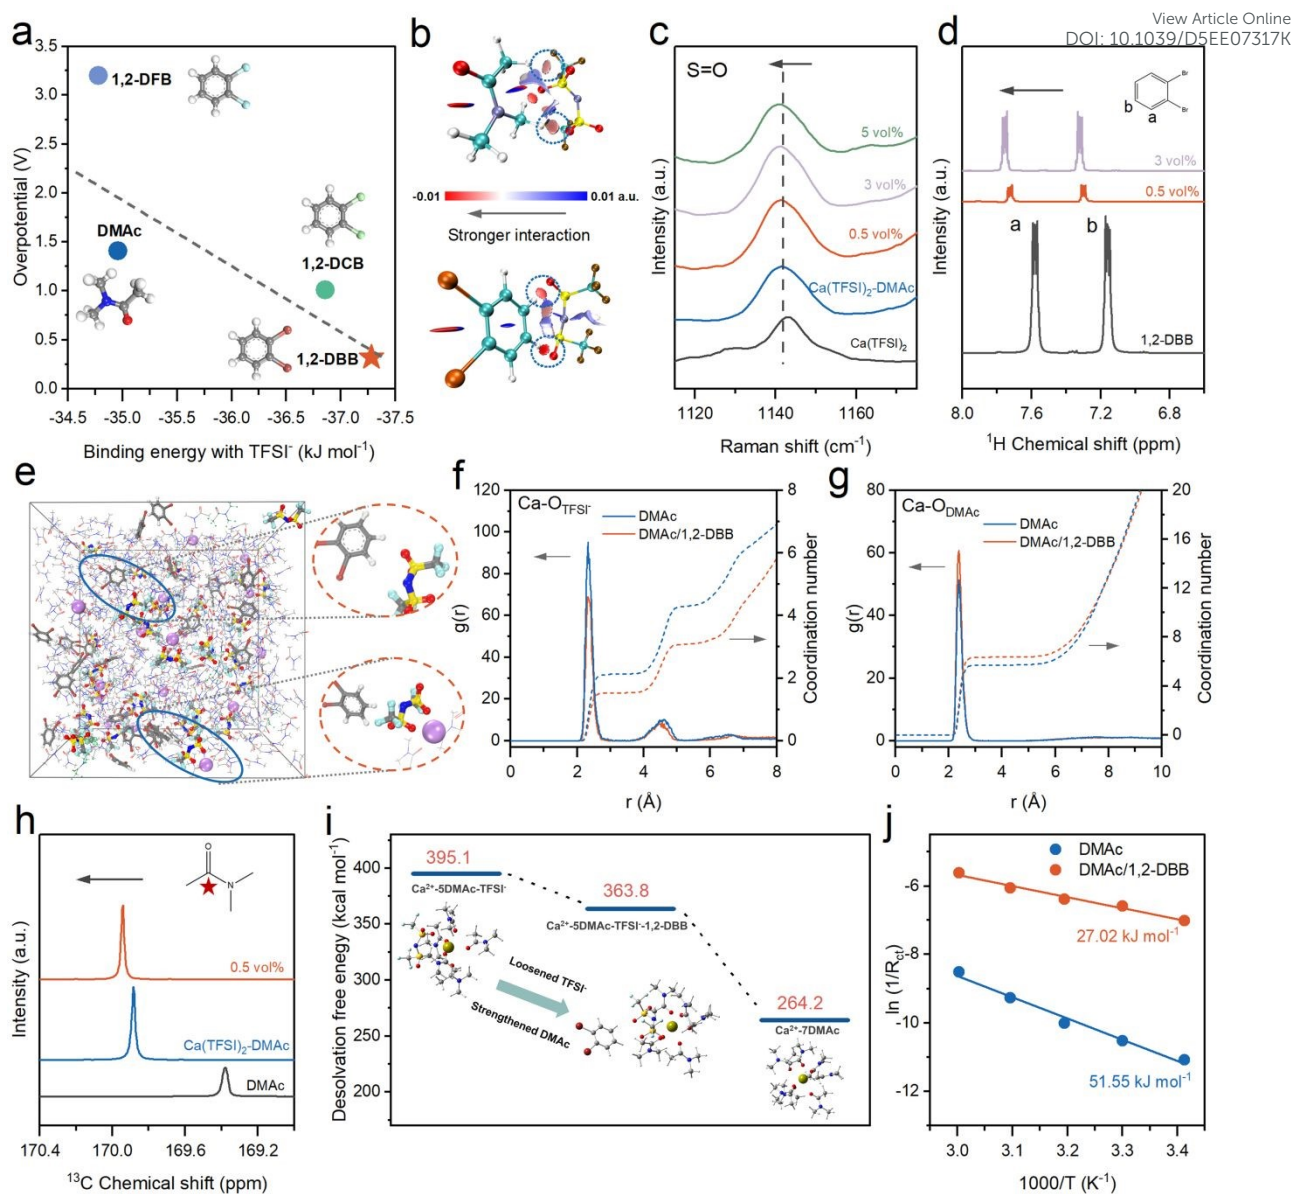 View Article Online
DOI: 10.1039/D5EE07317K
a
3.5
3.0
2.5
2.0
1.5
1.0
0.5
0.0
Overpotential (V)
1,2-DFB
DMAc
1,2-DCB
1,2-DBB
-34.5
-35.0
-35.5
-36.0
-36.5
-37.0
-37.5
Binding energy with TFSI⁻ (kJ mol⁻¹)
b
-0.01
0.01 a.u.
Stronger interaction
c
S=O
Intensity (a.u.)
5 vol%
3 vol%
0.5 vol%
Ca(TFSI)₂-DMAc
Ca(TFSI)₂
1120
1140
1160
Raman shift (cm⁻¹)
d
Br
Br
b
a
Intensity (a.u.)
3 vol%
0.5 vol%
a
b
1,2-DBB
8.0
7.6
7.2
6.8
¹H Chemical shift (ppm)
e
f
Ca-O_TFSI⁻
DMAc
DMAc/1,2-DBB
120
100
80
60
40
20
0
g(r)
8
6
4
2
0
Coordination number
0
2
4
6
8
r (Å)
g
Ca-O_DMAc
DMAc
DMAc/1,2-DBB
80
60
40
20
0
g(r)
20
16
12
8
4
0
Coordination number
0
2
4
6
8
10
r (Å)
h
O
N
Intensity (a.u.)
0.5 vol%
Ca(TFSI)₂-DMAc
DMAc
170.4
170.0
169.6
169.2
¹³C Chemical shift (ppm)
i
Desolvation free energy (kcal mol⁻¹)
400
350
300
250
200
395.1
Ca²⁺-5DMAc-TFSI⁻
363.8
Ca²⁺-5DMAc-TFSI⁻-1,2-DBB
Loosened TFSI⁻
Strengthened DMAc
264.2
Ca²⁺-7DMAc
j
DMAc
DMAc/1,2-DBB
ln (1/R_ct)
-6
-8
-10
-12
27.02 kJ mol⁻¹
51.55 kJ mol⁻¹
3.0
3.1
3.2
3.3
3.4
1000/T (K⁻¹)